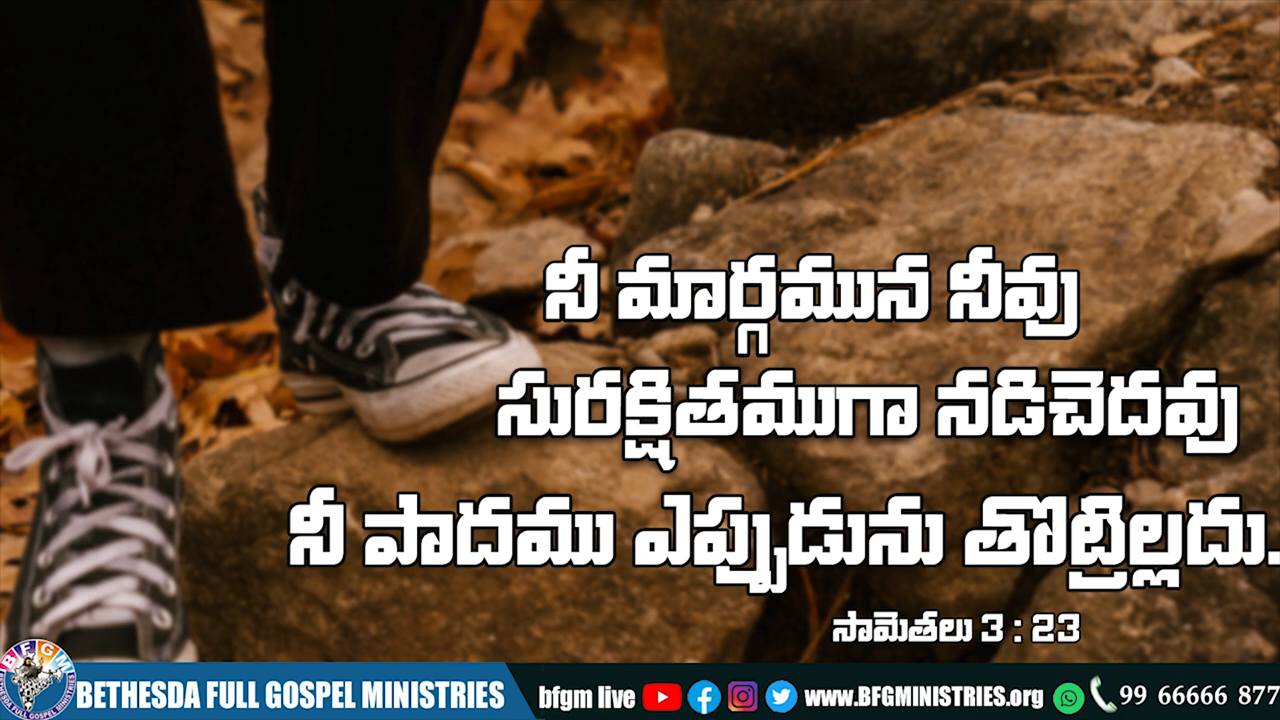 నీ మార్గమున నీవు
సురక్షితముగా నడిచెదవు
నీ పాదము ఎప్పుడును తొట్రిల్లదు.
సామెతలు 3 : 23
BFGM
BETHESDA FULL GOSPEL MINISTRIES
bfgm live www.BFGMINISTRIES.org 99 66666 877